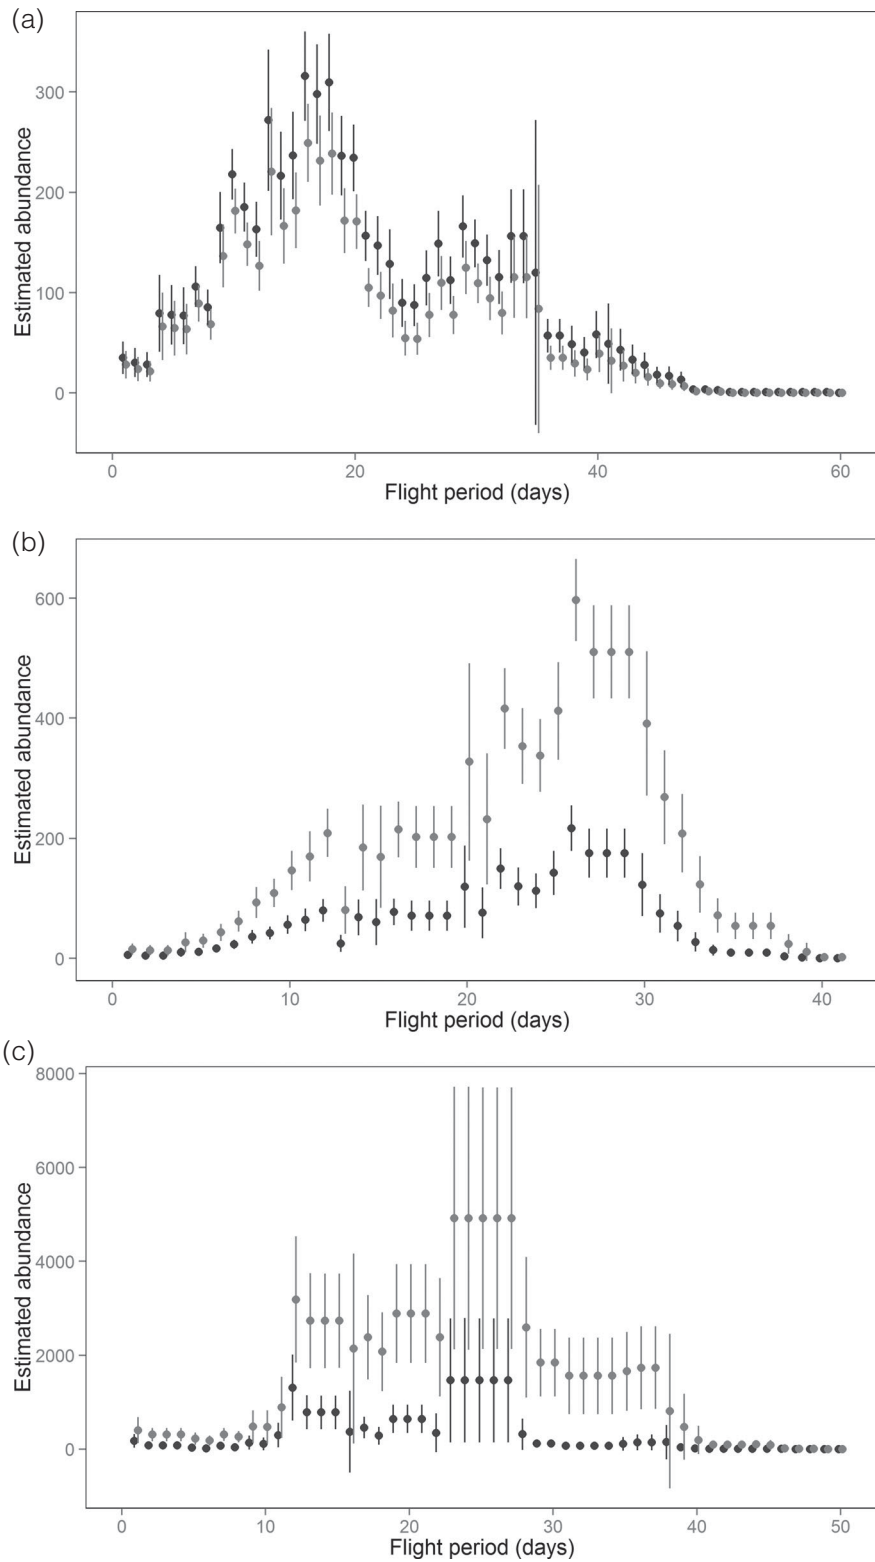 (a)
300
200
100
0
Estimated abundance
0 20 40 60
Flight period (days)
(b)
600
400
200
0
Estimated abundance
0 10 20 30 40
Flight period (days)
(c)
8000
6000
4000
2000
0
Estimated abundance
0 10 20 30 40 50
Flight period (days)